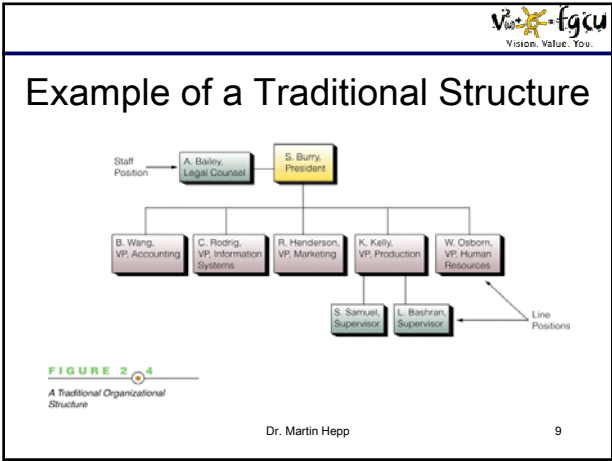 fgcu
Vision. Value. You.
Example of a Traditional Structure
Staff
Position
A. Bailey,
Legal Counsel
S. Burry,
President
B. Wang,
VP, Accounting
C. Rodrig,
VP, Information
Systems
R. Henderson,
VP, Marketing
K. Kelly,
VP, Production
W. Osborn,
VP, Human
Resources
S. Samuel,
Supervisor
L. Bashran,
Supervisor
Line
Positions
FIGURE 2 4
A Traditional Organizational
Structure
Dr. Martin Hepp
9